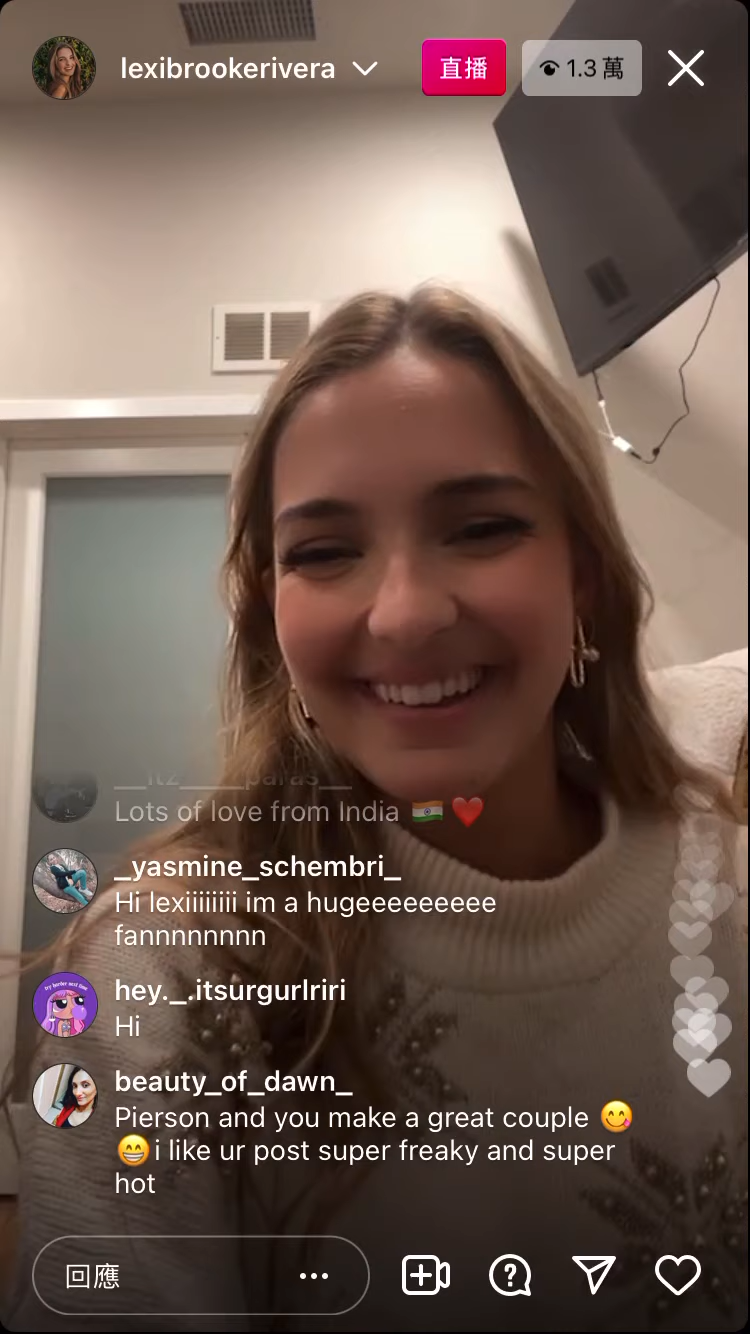 lexibrookerivera
直播
1.3 萬
Lots of love from India 🇮🇳 ❤️
_yasmine_schembri_
Hi lexiiiiiiii im a hugeeeeeeeee
fannnnnnnn
hey._.itsurgurlriri
Hi
beauty_of_dawn_
Pierson and you make a great couple 😋
😁i like ur post super freaky and super
hot
回應